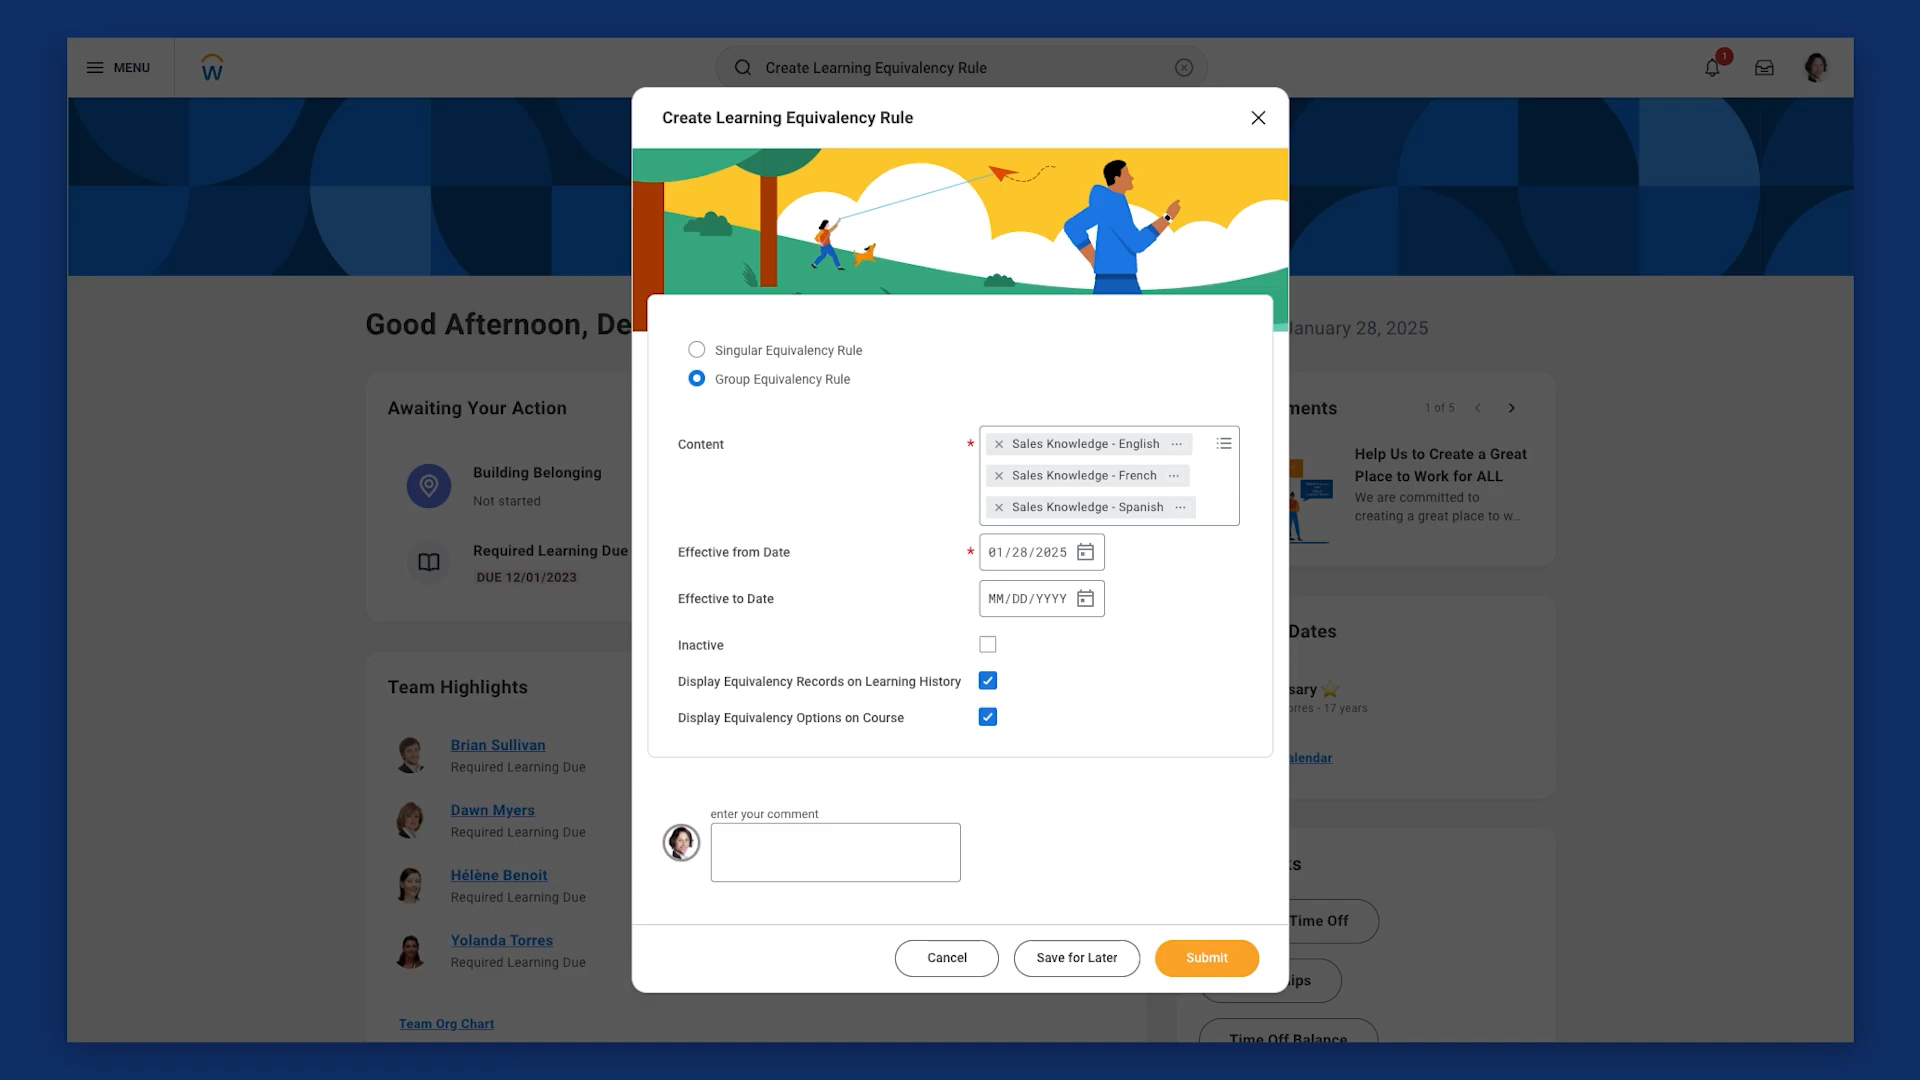 MENU
W
Create Learning Equivalency Rule
1
Create Learning Equivalency Rule
Good Afternoon, De
January 28, 2025
Singular Equivalency Rule
Group Equivalency Rule
Content *
Sales Knowledge - English
Sales Knowledge - French
Sales Knowledge - Spanish
Effective from Date * 01/28/2025
Effective to Date MM/DD/YYYY
Inactive
Display Equivalency Records on Learning History
Display Equivalency Options on Course
enter your comment
Cancel
Save for Later
Submit
Awaiting Your Action
Building Belonging
Not started
Required Learning Due
DUE 12/01/2023
Team Highlights
Brian Sullivan
Required Learning Due
Dawn Myers
Required Learning Due
Hélène Benoit
Required Learning Due
Yolanda Torres
Required Learning Due
Team Org Chart
ments
1 of 5
Help Us to Create a Great
Place to Work for ALL
We are committed to
creating a great place to w...
Dates
sary
orres - 17 years
alendar
ks
Time Off
ips
Time Off Balance